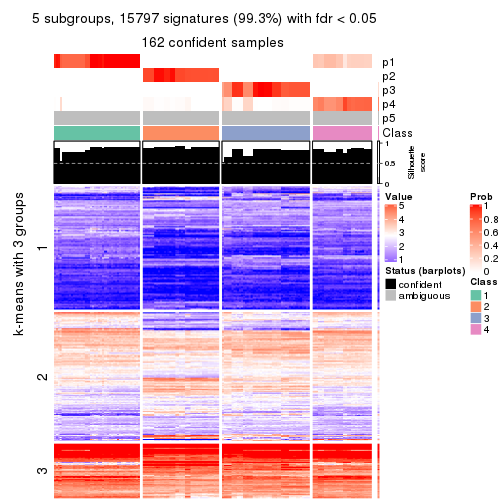 5 subgroups, 15797 signatures (99.3%) with fdr < 0.05
162 confident samples
p1
p2
p3
p4
p5
Class
1
0.5
0
Silhouette
score
k-means with 3 groups
1
2
3
Value
5
4
3
2
1
Status (barplots)
confident
ambiguous
Prob
1
0.8
0.6
0.4
0.2
0
Class
1
2
3
4